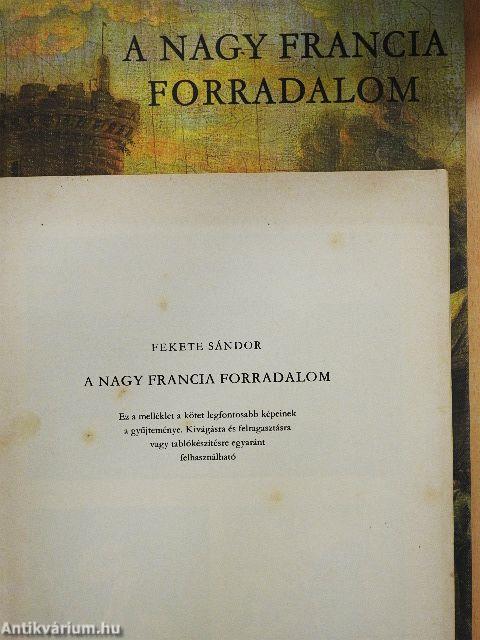 A NAGY FRANCIA
FORRADALOM
FEKETE SÁNDOR
A NAGY FRANCIA FORRADALOM
Ez a melléklet a kötet legfontosabb képeinek
a gyűjteménye. Kivágásra és felragasztásra
vagy tablókészítésre egyaránt
felhasználható
Antikvárium.hu